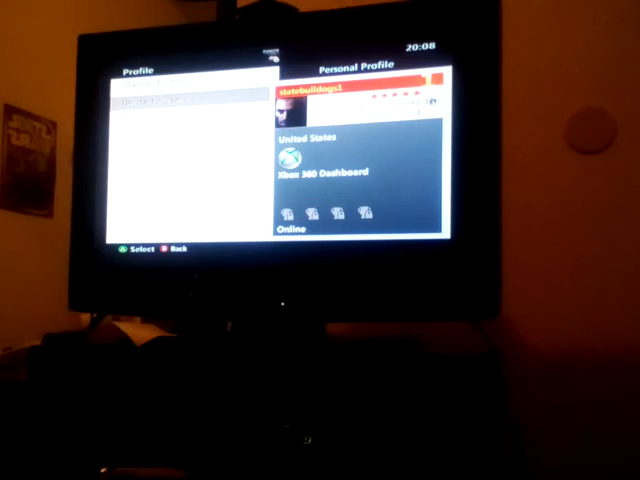 20:08
Profile
Personal Profile
statebulldogs1
United States
Xbox 360 Dashboard
Online
A Select B Back